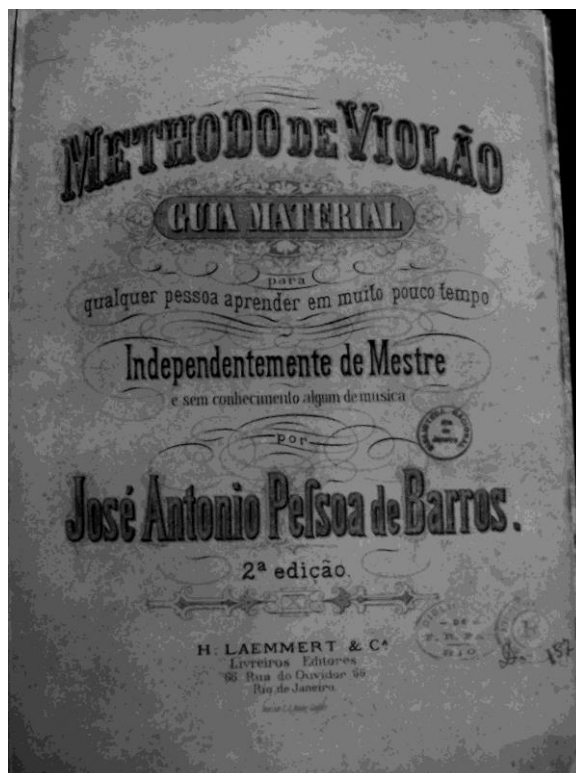 METHODO DE VIOLÃO
GUIA MATERIAL
para
qualquer pessoa aprender em muito pouco tempo
Independentemente de Mestre
e sem conhecimento algum de musica
por
José Antonio Peſsoa de Barros.
2ª edição.
H. LAEMMERT & Cª
Livreiros Editores
66 Rua do Ouvidor 66
Rio de Janeiro.
RIO